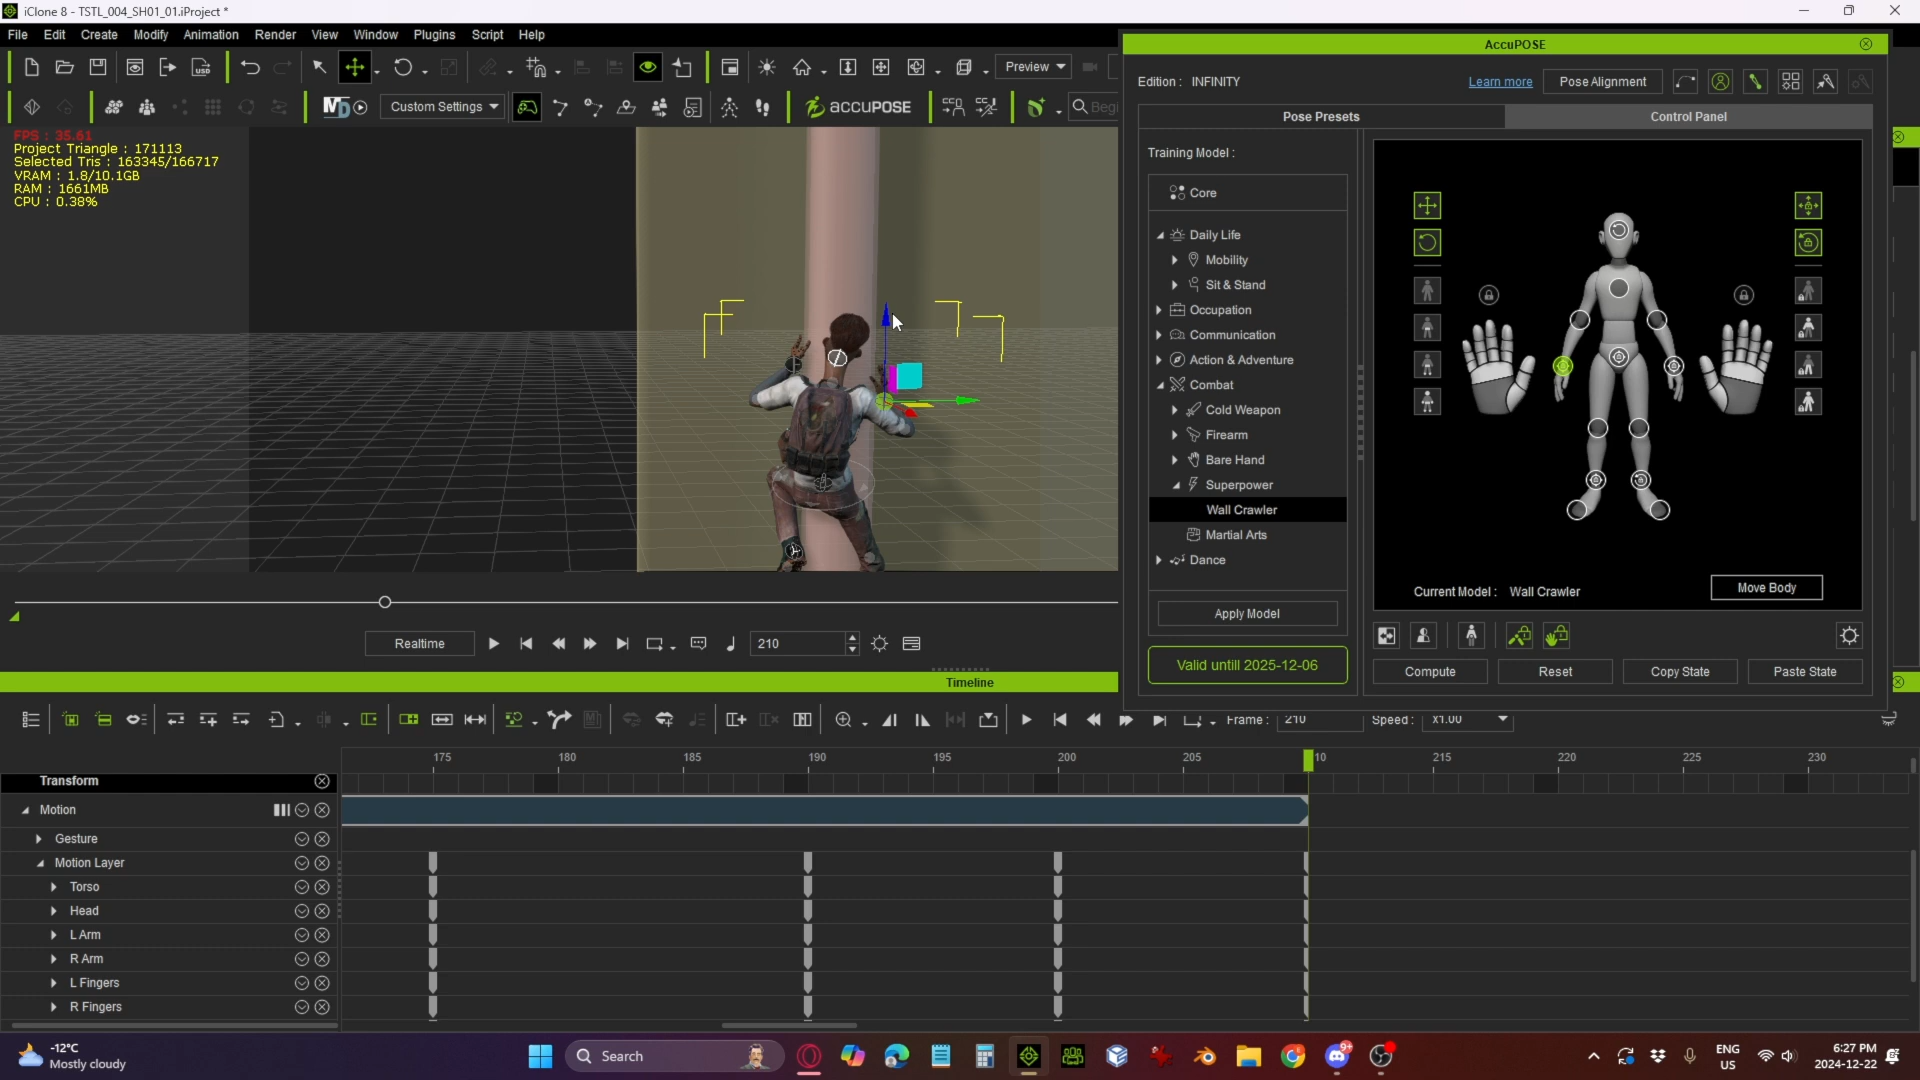 iClone 8 - TSTL_004_SH01_01.iProject *
File Edit Create Modify Animation Render View Window Plugins Script Help
Preview
Custom Settings
ACCUPOSE
FPS : 35.61
Project Triangle : 171113
Selected Tris : 163345/166717
VRAM : 1.8/10.1GB
RAM : 1661MB
CPU : 0.38%
AccuPOSE
Edition : INFINITY
Learn more
Pose Alignment
Pose Presets
Control Panel
Training Model :
Core
Daily Life
Mobility
Sit & Stand
Occupation
Communication
Action & Adventure
Combat
Cold Weapon
Firearm
Bare Hand
Superpower
Wall Crawler
Martial Arts
Dance
Apply Model
Valid untill 2025-12-06
Current Model : Wall Crawler
Move Body
Compute
Reset
Copy State
Paste State
Realtime
210
Timeline
Frame : 210 Speed : x1.00
175 180 185 190 195 200 205 10 215 220 225 230
Transform
Motion
Gesture
Motion Layer
Torso
Head
L Arm
R Arm
L Fingers
R Fingers
-12°C
Mostly cloudy
Search
ENG
US
6:27 PM
2024-12-22